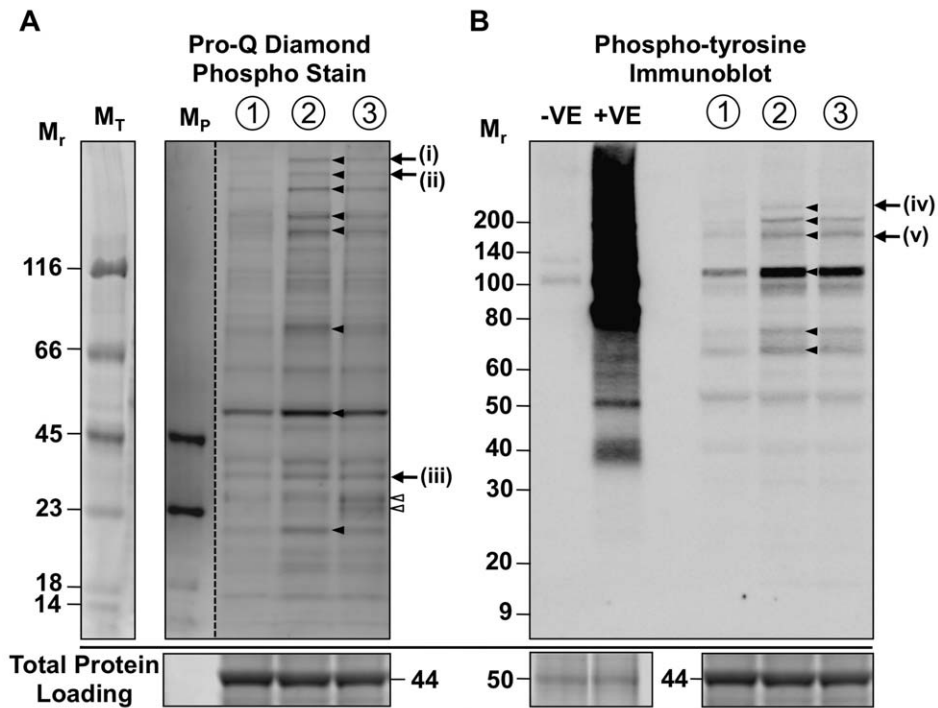 A
B
Pro-Q Diamond
Phospho Stain
Phospho-tyrosine
Immunoblot
Mr
MT
MP
1
2
3
Mr
-VE +VE
1
2
3
(i)
(ii)
(iii)
116
66
45
23
18
14
(iv)
(v)
200
140
100
80
60
50
40
30
20
9
Total Protein
Loading
44
50
44